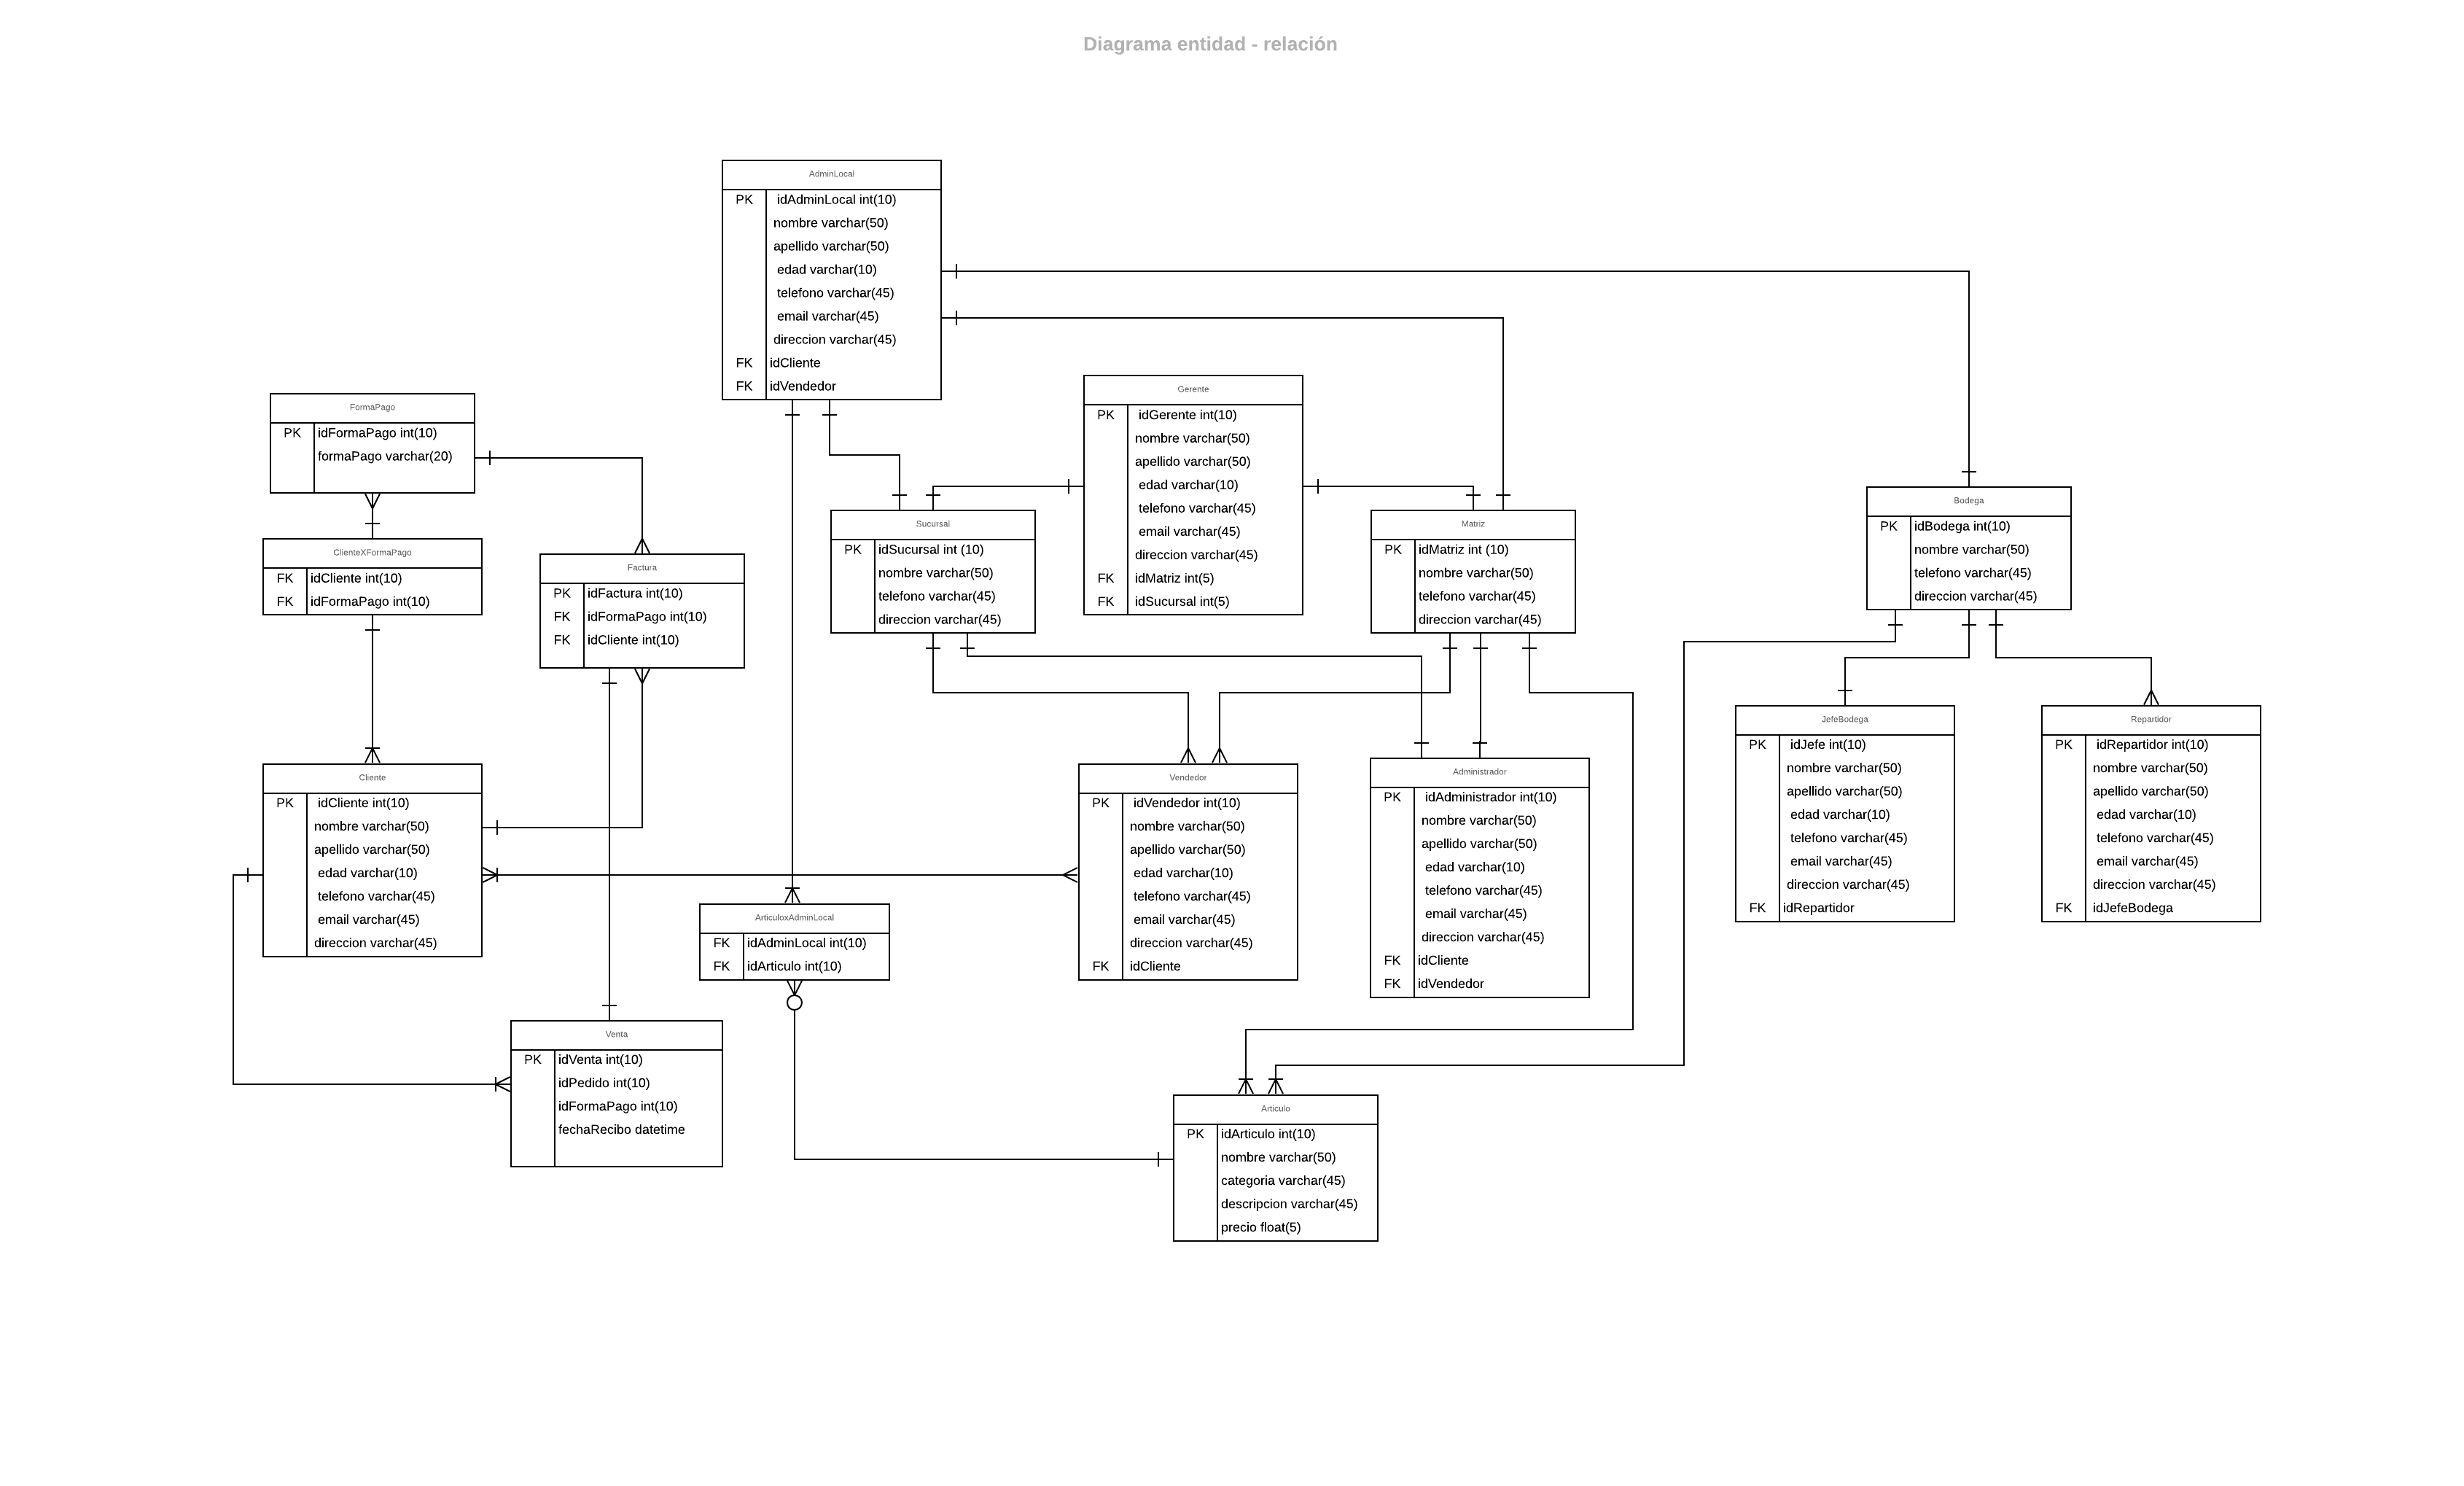 Diagrama entidad - relación
AdminLocal
PK idAdminLocal int(10)
nombre varchar(50)
apellido varchar(50)
edad varchar(10)
telefono varchar(45)
email varchar(45)
direccion varchar(45)
FK idCliente
FK idVendedor
Gerente
PK idGerente int(10)
nombre varchar(50)
apellido varchar(50)
edad varchar(10)
telefono varchar(45)
email varchar(45)
direccion varchar(45)
FK idMatriz int(5)
FK idSucursal int(5)
FormaPago
PK idFormaPago int(10)
formaPago varchar(20)
ClienteXFormaPago
FK idCliente int(10)
FK idFormaPago int(10)
Factura
PK idFactura int(10)
FK idFormaPago int(10)
FK idCliente int(10)
Sucursal
PK idSucursal int (10)
nombre varchar(50)
telefono varchar(45)
direccion varchar(45)
Matriz
PK idMatriz int (10)
nombre varchar(50)
telefono varchar(45)
direccion varchar(45)
Bodega
PK idBodega int(10)
nombre varchar(50)
telefono varchar(45)
direccion varchar(45)
Cliente
PK idCliente int(10)
nombre varchar(50)
apellido varchar(50)
edad varchar(10)
telefono varchar(45)
email varchar(45)
direccion varchar(45)
Vendedor
PK idVendedor int(10)
nombre varchar(50)
apellido varchar(50)
edad varchar(10)
telefono varchar(45)
email varchar(45)
direccion varchar(45)
FK idCliente
Administrador
PK idAdministrador int(10)
nombre varchar(50)
apellido varchar(50)
edad varchar(10)
telefono varchar(45)
email varchar(45)
direccion varchar(45)
FK idCliente
FK idVendedor
JefeBodega
PK idJefe int(10)
nombre varchar(50)
apellido varchar(50)
edad varchar(10)
telefono varchar(45)
email varchar(45)
direccion varchar(45)
FK idRepartidor
Repartidor
PK idRepartidor int(10)
nombre varchar(50)
apellido varchar(50)
edad varchar(10)
telefono varchar(45)
email varchar(45)
direccion varchar(45)
FK idJefeBodega
ArticuloxAdminLocal
FK idAdminLocal int(10)
FK idArticulo int(10)
Venta
PK idVenta int(10)
idPedido int(10)
idFormaPago int(10)
fechaRecibo datetime
Articulo
PK idArticulo int(10)
nombre varchar(50)
categoria varchar(45)
descripcion varchar(45)
precio float(5)